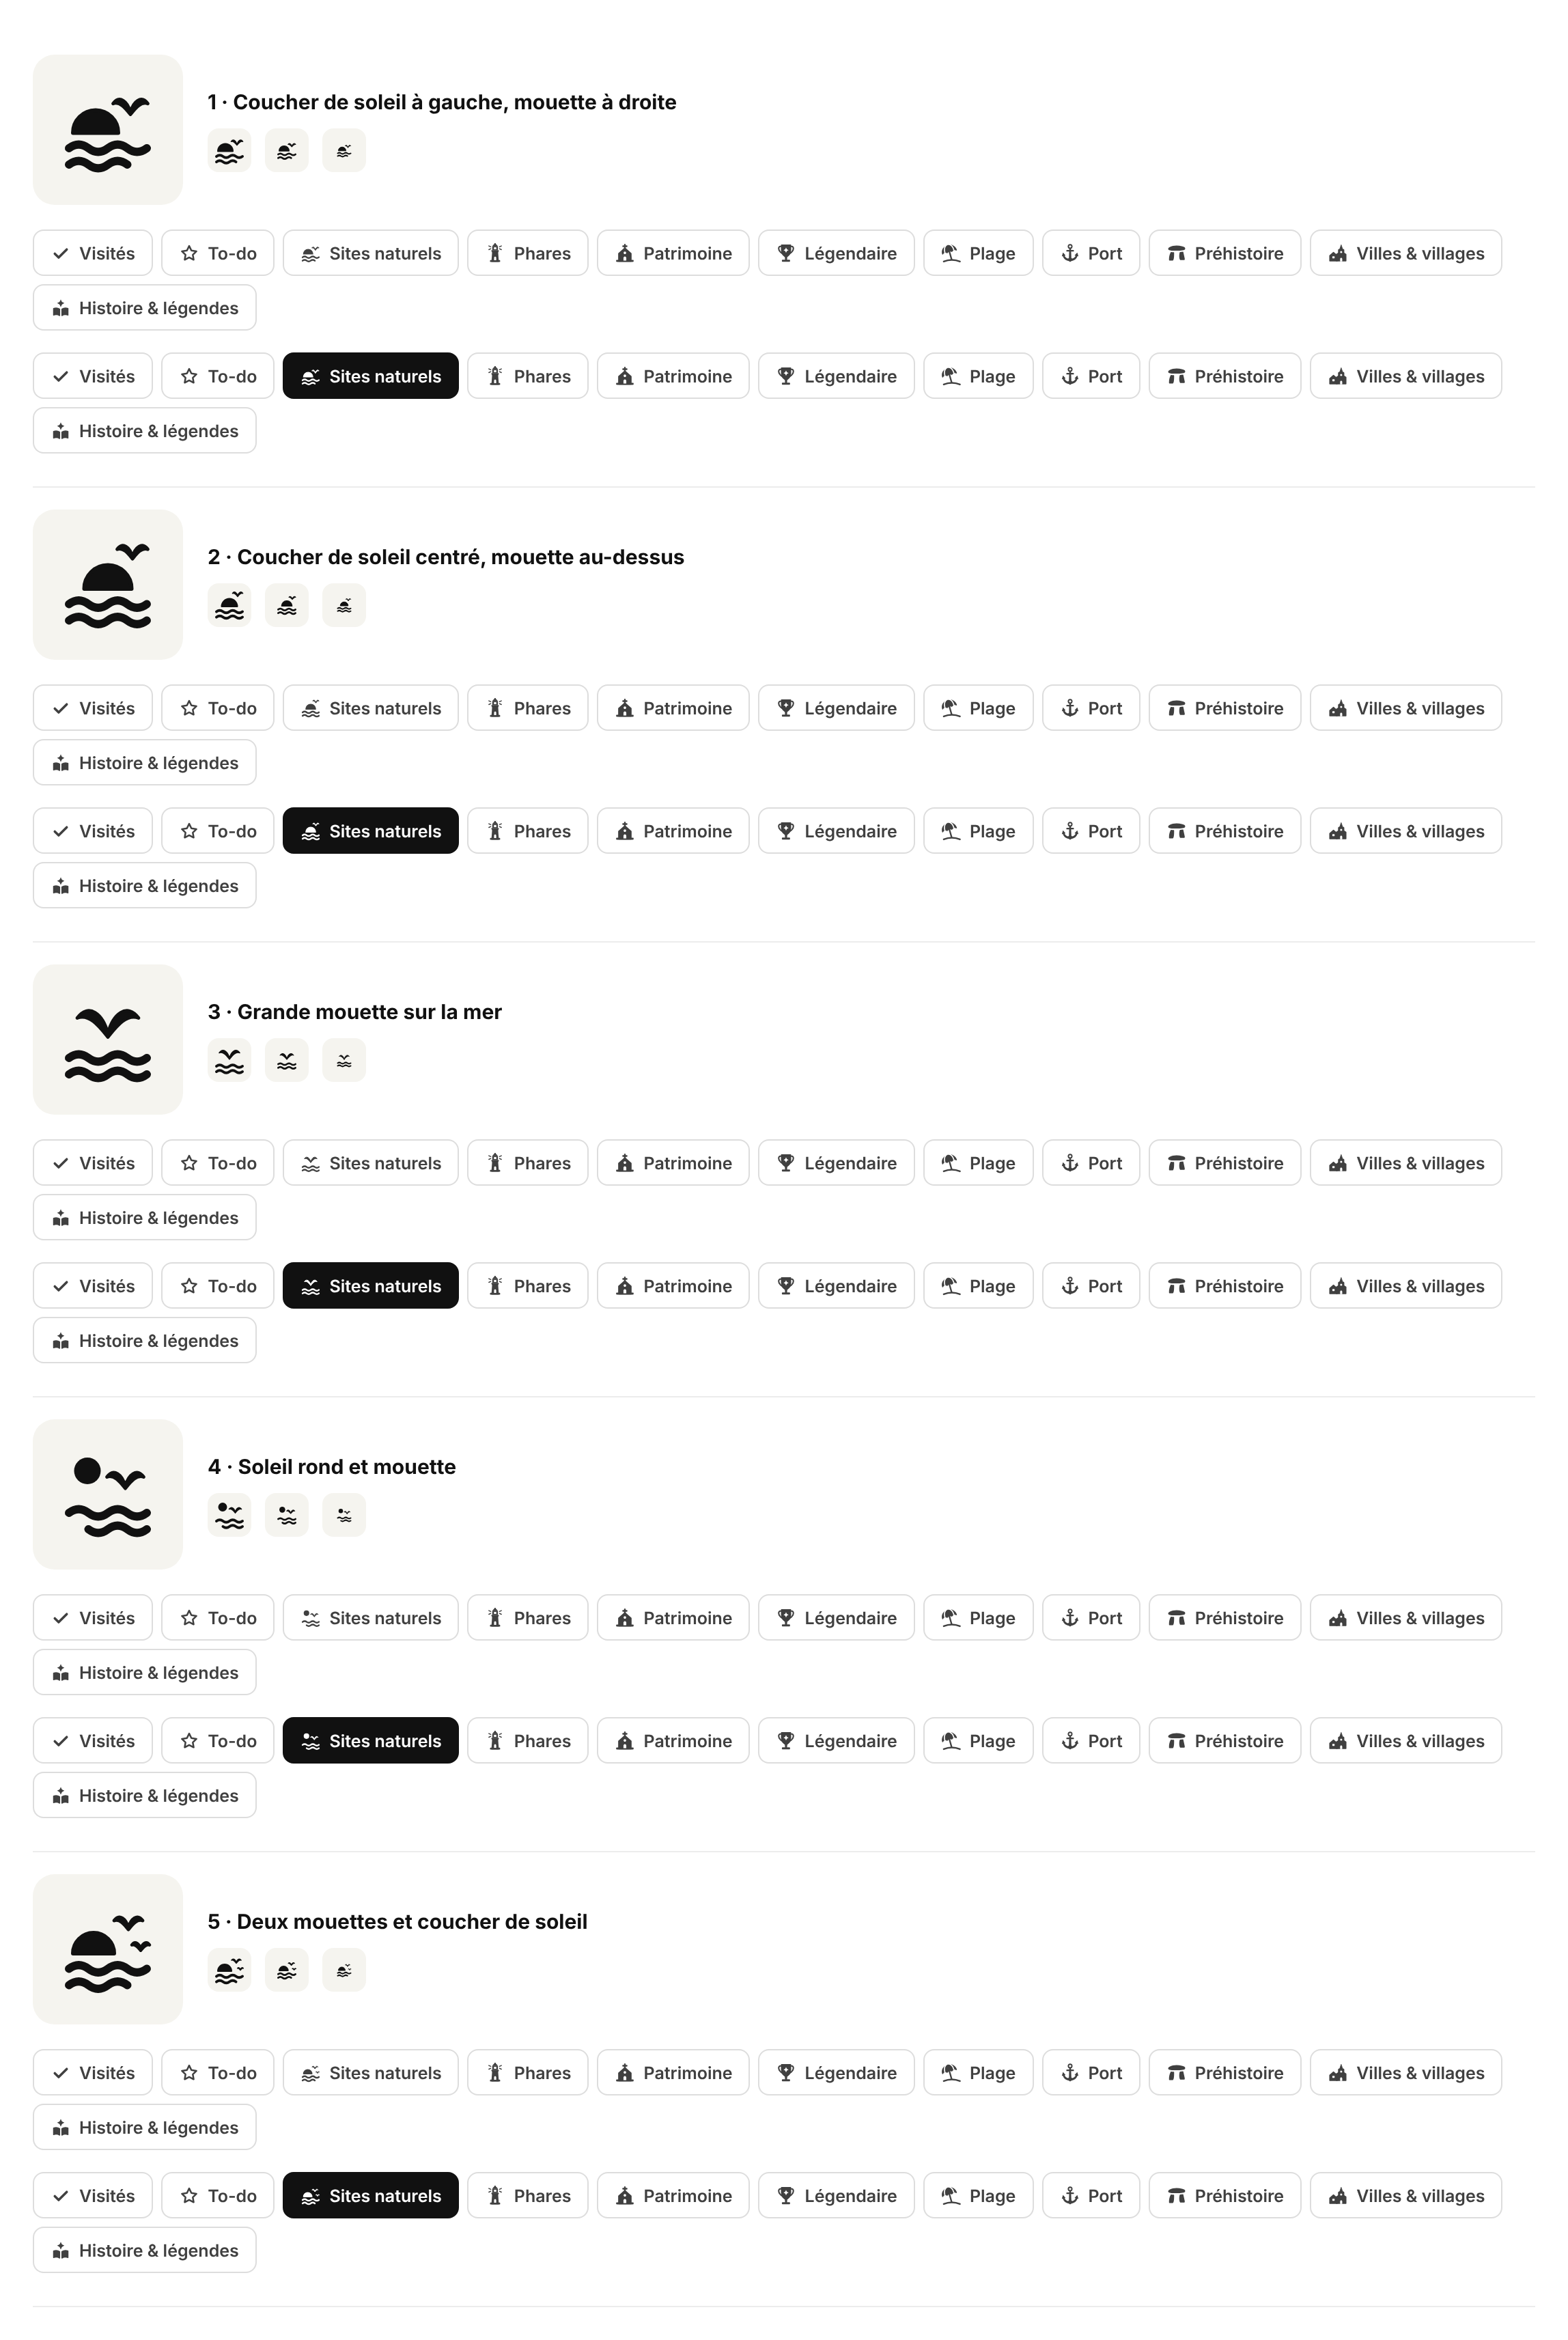 1 · Coucher de soleil à gauche, mouette à droite
Visités To-do Sites naturels Phares Patrimoine Légendaire Plage Port Préhistoire Villes & villages
Histoire & légendes
Visités To-do Sites naturels Phares Patrimoine Légendaire Plage Port Préhistoire Villes & villages
Histoire & légendes
2 · Coucher de soleil centré, mouette au-dessus
Visités To-do Sites naturels Phares Patrimoine Légendaire Plage Port Préhistoire Villes & villages
Histoire & légendes
Visités To-do Sites naturels Phares Patrimoine Légendaire Plage Port Préhistoire Villes & villages
Histoire & légendes
3 · Grande mouette sur la mer
Visités To-do Sites naturels Phares Patrimoine Légendaire Plage Port Préhistoire Villes & villages
Histoire & légendes
Visités To-do Sites naturels Phares Patrimoine Légendaire Plage Port Préhistoire Villes & villages
Histoire & légendes
4 · Soleil rond et mouette
Visités To-do Sites naturels Phares Patrimoine Légendaire Plage Port Préhistoire Villes & villages
Histoire & légendes
Visités To-do Sites naturels Phares Patrimoine Légendaire Plage Port Préhistoire Villes & villages
Histoire & légendes
5 · Deux mouettes et coucher de soleil
Visités To-do Sites naturels Phares Patrimoine Légendaire Plage Port Préhistoire Villes & villages
Histoire & légendes
Visités To-do Sites naturels Phares Patrimoine Légendaire Plage Port Préhistoire Villes & villages
Histoire & légendes